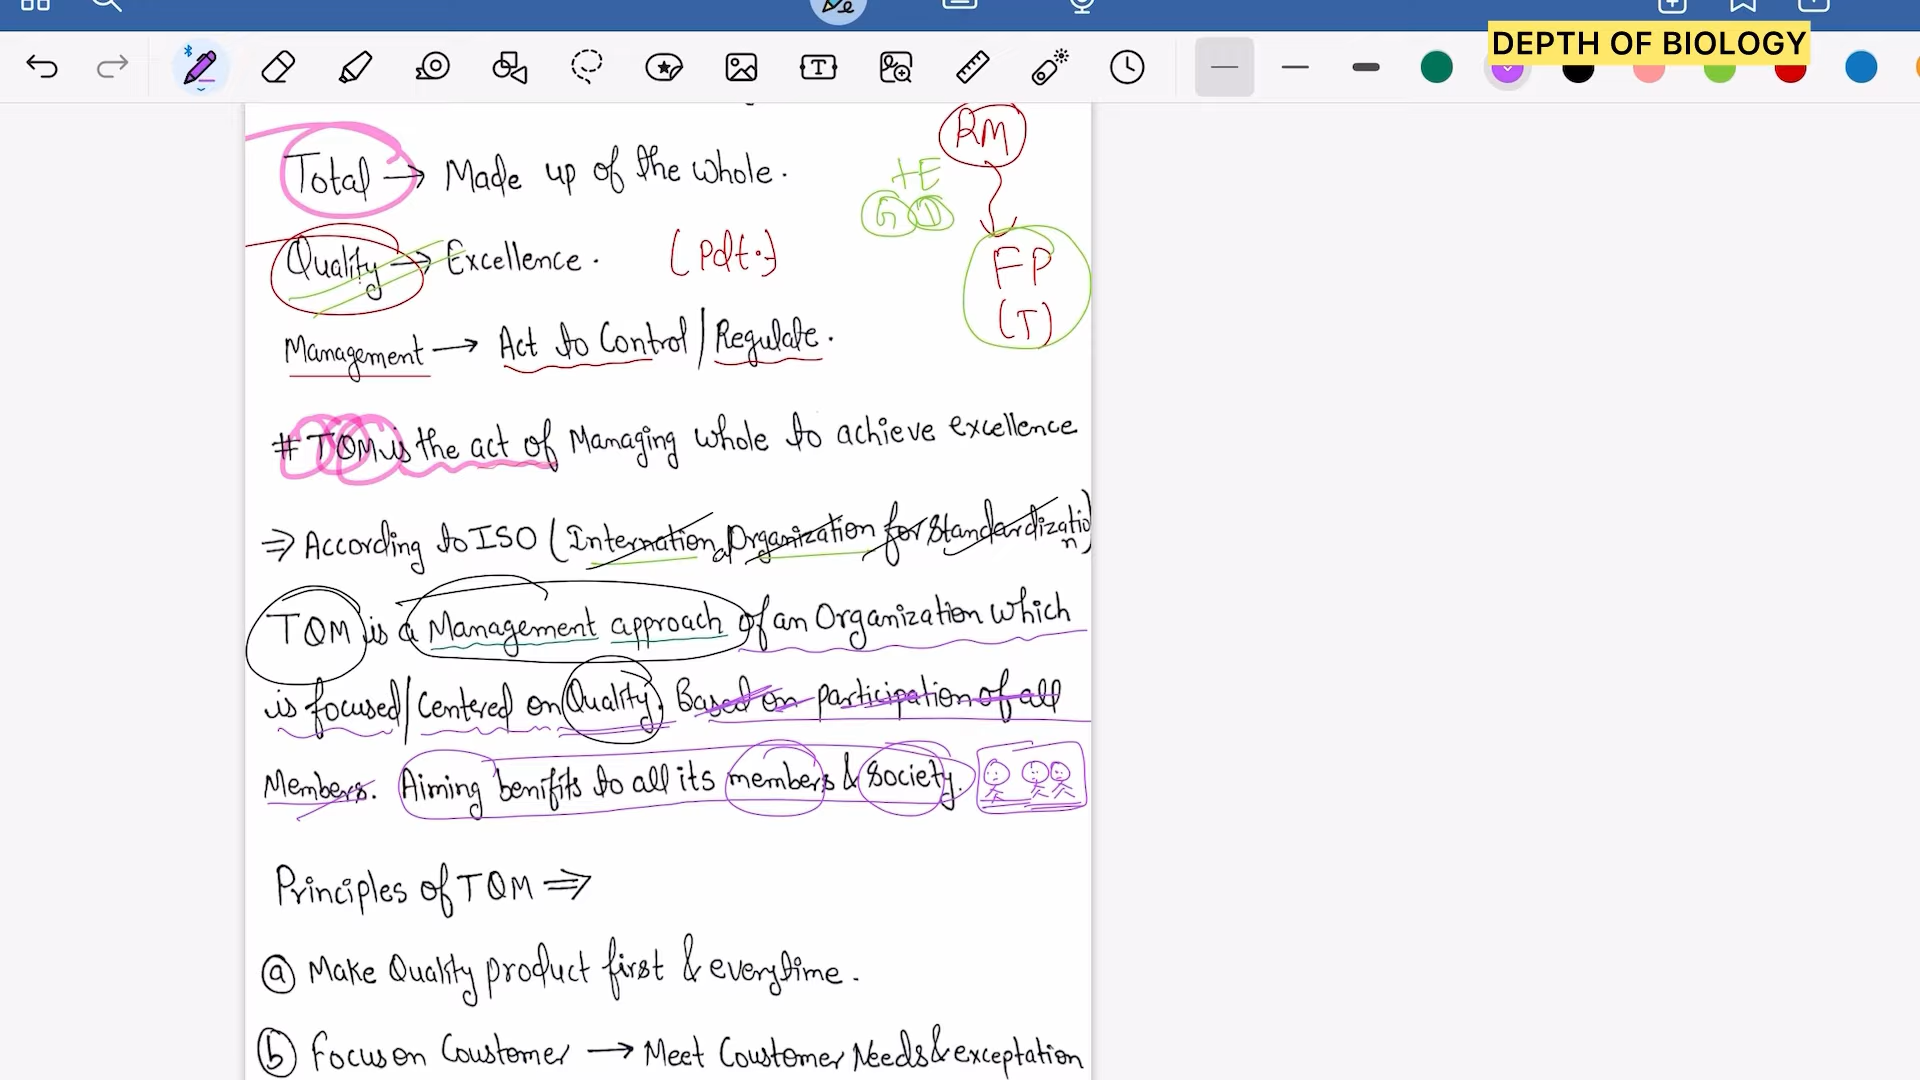 DEPTH OF BIOLOGY
Total → Made up of the whole.
RM
+E
G D
Quality → Excellence. (Pdt.)
FP
(T)
Management → Act to Control / Regulate.
# TQM is the act of Managing whole to achieve excellence
⇒ According to ISO (International Organization for Standardization)
TQM is a Management approach of an Organization which
is focused / Centered on Quality. Based on participation of all
Members. Aiming benifits to all its members & Society.
Principles of TQM ⇒
(a) Make Quality product first & everytime.
(b) Focus on Coustomer → Meet Coustomer Needs & exceptation